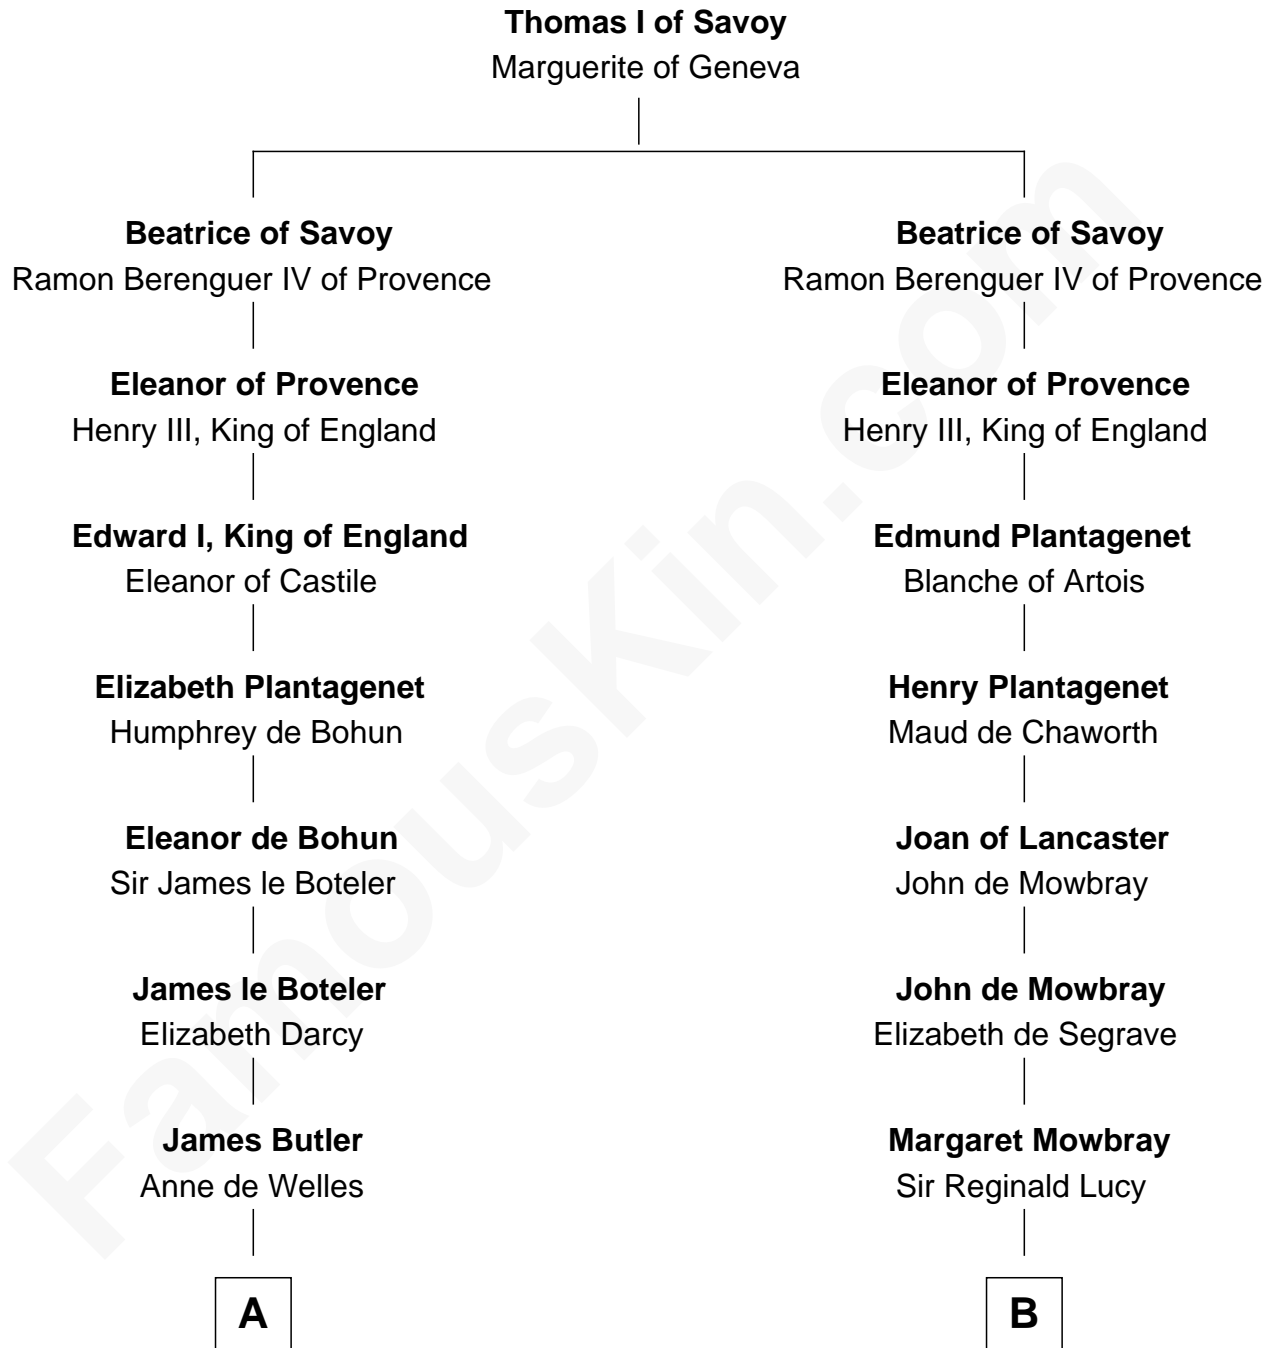 Thomas I of Savoy
Marguerite of Geneva
Beatrice of Savoy
Ramon Berenguer IV of Provence
Eleanor of Provence
Henry III, King of England
Edward I, King of England
Eleanor of Castile
Elizabeth Plantagenet
Humphrey de Bohun
Eleanor de Bohun
Sir James le Boteler
James le Boteler
Elizabeth Darcy
James Butler
Anne de Welles
A
Beatrice of Savoy
Ramon Berenguer IV of Provence
Eleanor of Provence
Henry III, King of England
Edmund Plantagenet
Blanche of Artois
Henry Plantagenet
Maud de Chaworth
Joan of Lancaster
John de Mowbray
John de Mowbray
Elizabeth de Segrave
Margaret Mowbray
Sir Reginald Lucy
B
FamousKin.com